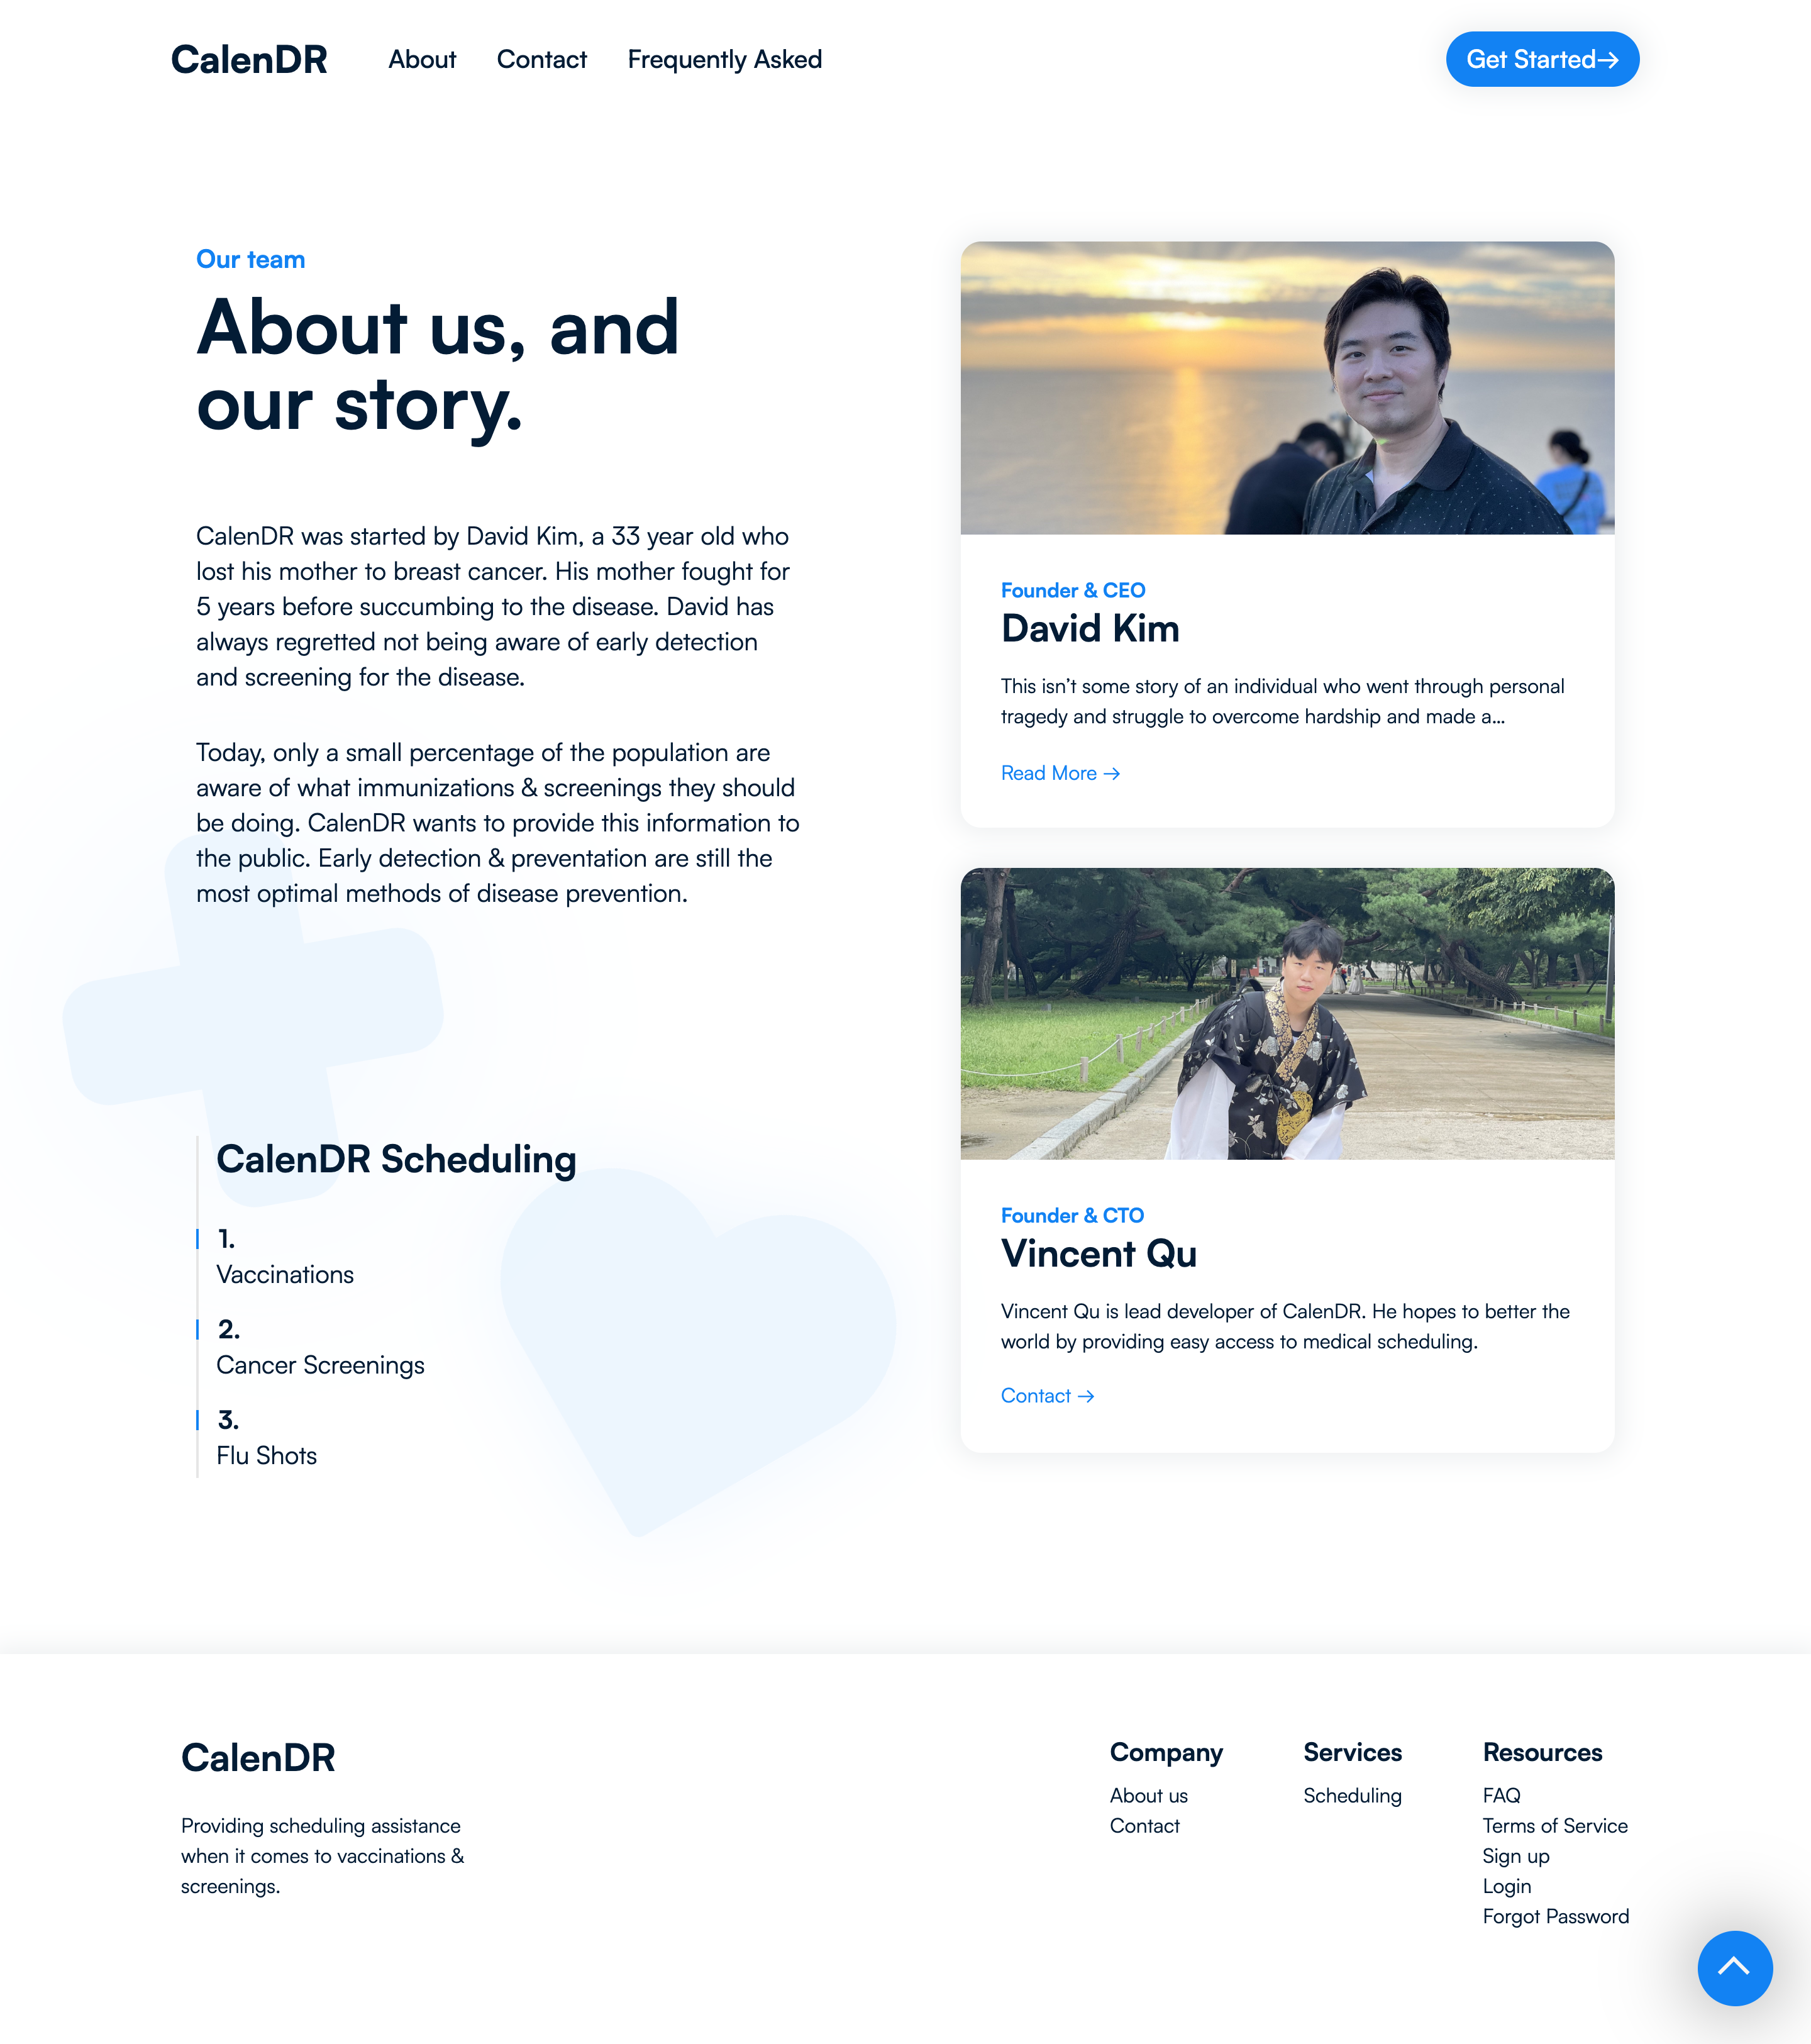 CalenDR
About
Contact
Frequently Asked
Get Started→
Our team
About us, and
our story.
CalenDR was started by David Kim, a 33 year old who
lost his mother to breast cancer. His mother fought for
5 years before succumbing to the disease. David has
always regretted not being aware of early detection
and screening for the disease.
Today, only a small percentage of the population are
aware of what immunizations & screenings they should
be doing. CalenDR wants to provide this information to
the public. Early detection & preventation are still the
most optimal methods of disease prevention.
CalenDR Scheduling
1.
Vaccinations
2.
Cancer Screenings
3.
Flu Shots
Founder & CEO
David Kim
This isn’t some story of an individual who went through personal
tragedy and struggle to overcome hardship and made a...
Read More →
Founder & CTO
Vincent Qu
Vincent Qu is lead developer of CalenDR. He hopes to better the
world by providing easy access to medical scheduling.
Contact →
CalenDR
Providing scheduling assistance
when it comes to vaccinations &
screenings.
Company
About us
Contact
Services
Scheduling
Resources
FAQ
Terms of Service
Sign up
Login
Forgot Password